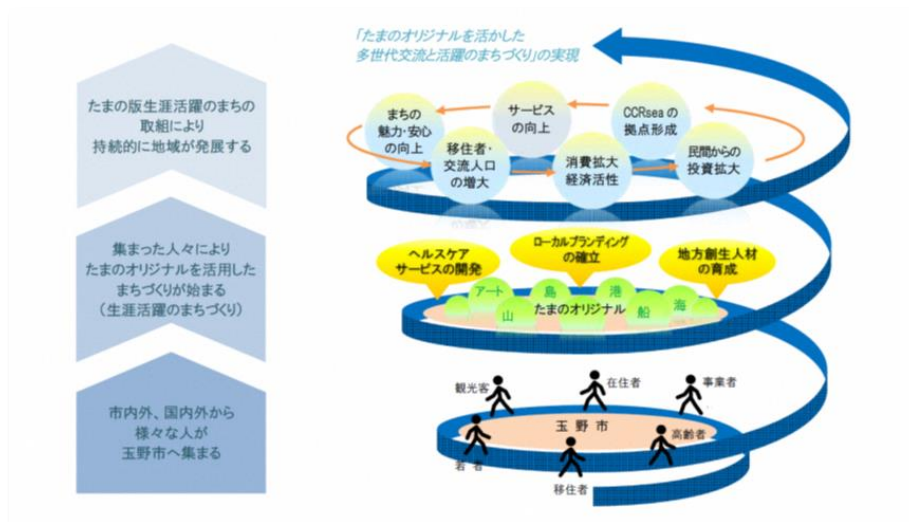 「たまのオリジナルを活かした
多世代交流と活躍のまちづくり」の実現
たまの版生涯活躍のまちの
取組により
持続的に地域が発展する
まちの
魅力・安心
の向上
サービス
の向上
CCRseaの
拠点形成
移住者・
交流人口
の増大
消費拡大
経済活性
民間からの
投資拡大
集まった人々により
たまのオリジナルを活用した
まちづくりが始まる
（生涯活躍のまちづくり）
ヘルスケア
サービスの開発
ローカルブランディング
の確立
地方創生人材
の育成
アート
島
港
山
たまのオリジナル
船
海
市内外、国内外から
様々な人が
玉野市へ集まる
観光客
在住者
事業者
玉野市
若者
移住者
高齢者